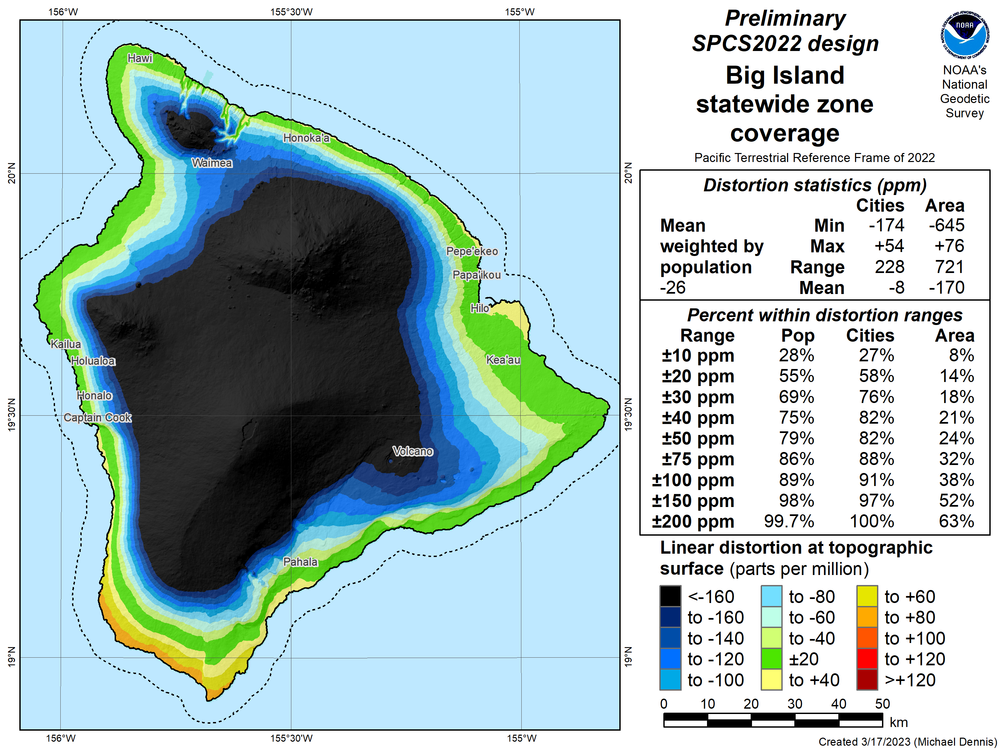 156°W 155°30'W 155°W
Preliminary
SPCS2022 design
Big Island
statewide zone
coverage
Pacific Terrestrial Reference Frame of 2022
NATIONAL OCEANIC AND ATMOSPHERIC ADMINISTRATION
NOAA
U.S. DEPARTMENT OF COMMERCE
NOAA's
National
Geodetic
Survey
Hawi
Honoka'a
Waimea
20°N 20°N
Pepe'ekeo
Papa'ikou
Hilo
Kailua
Holualoa
Kea'au
Honalo
Captain Cook
19°30'N 19°30'N
Volcano
Pahala
19°N 19°N
156°W 155°30'W 155°W
Distortion statistics (ppm)
Cities Area
Mean Min -174 -645
weighted by Max +54 +76
population Range 228 721
-26 Mean -8 -170
Percent within distortion ranges
Range Pop Cities Area
±10 ppm 28% 27% 8%
±20 ppm 55% 58% 14%
±30 ppm 69% 76% 18%
±40 ppm 75% 82% 21%
±50 ppm 79% 82% 24%
±75 ppm 86% 88% 32%
±100 ppm 89% 91% 38%
±150 ppm 98% 97% 52%
±200 ppm 99.7% 100% 63%
Linear distortion at topographic
surface (parts per million)
<-160 to -80 to +60
to -160 to -60 to +80
to -140 to -40 to +100
to -120 ±20 to +120
to -100 to +40 >+120
0 10 20 30 40 50
km
Created 3/17/2023 (Michael Dennis)